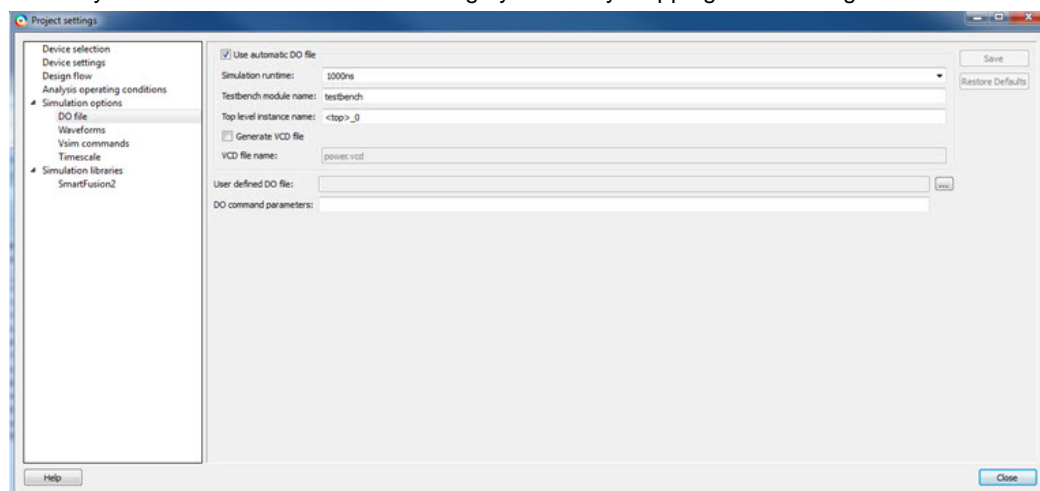 Project settings
Device selection
Device settings
Design flow
Analysis operating conditions
Simulation options
DO file
Waveforms
Vsim commands
Timescale
Simulation libraries
SmartFusion2
Use automatic DO file
Simulation runtime: 1000ns
Testbench module name: testbench
Top level instance name: <top>_0
Generate VCD file
VCD file name: power.vcd
User defined DO file: ...
DO command parameters:
Save
Restore Defaults
Help
Close